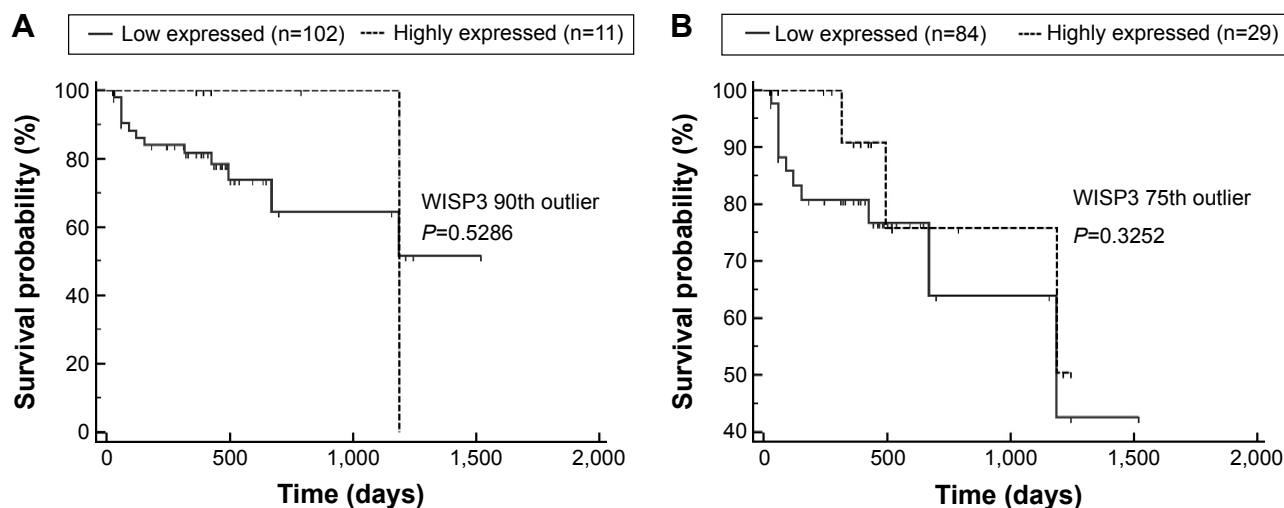 A
Low expressed (n=102) Highly expressed (n=11)
Survival probability (%)
100
80
60
40
20
0
WISP3 90th outlier
P=0.5286
0 500 1,000 1,500 2,000
Time (days)
B
Low expressed (n=84) Highly expressed (n=29)
Survival probability (%)
100
90
80
70
60
50
40
WISP3 75th outlier
P=0.3252
0 500 1,000 1,500 2,000
Time (days)